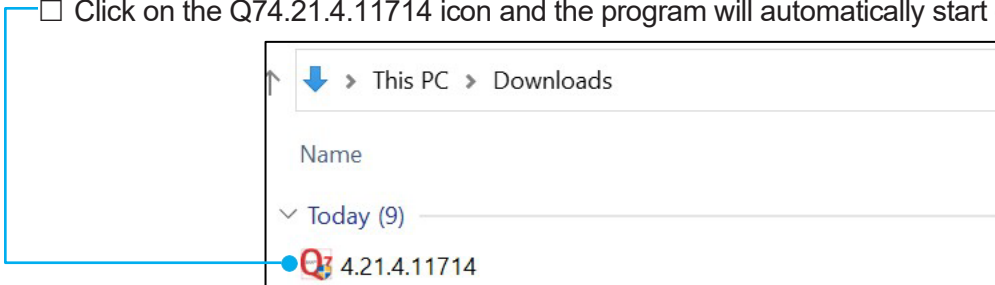 ☐ Click on the Q74.21.4.11714 icon and the program will automatically start
This PC > Downloads
Name
Today (9)
Q7 4.21.4.11714